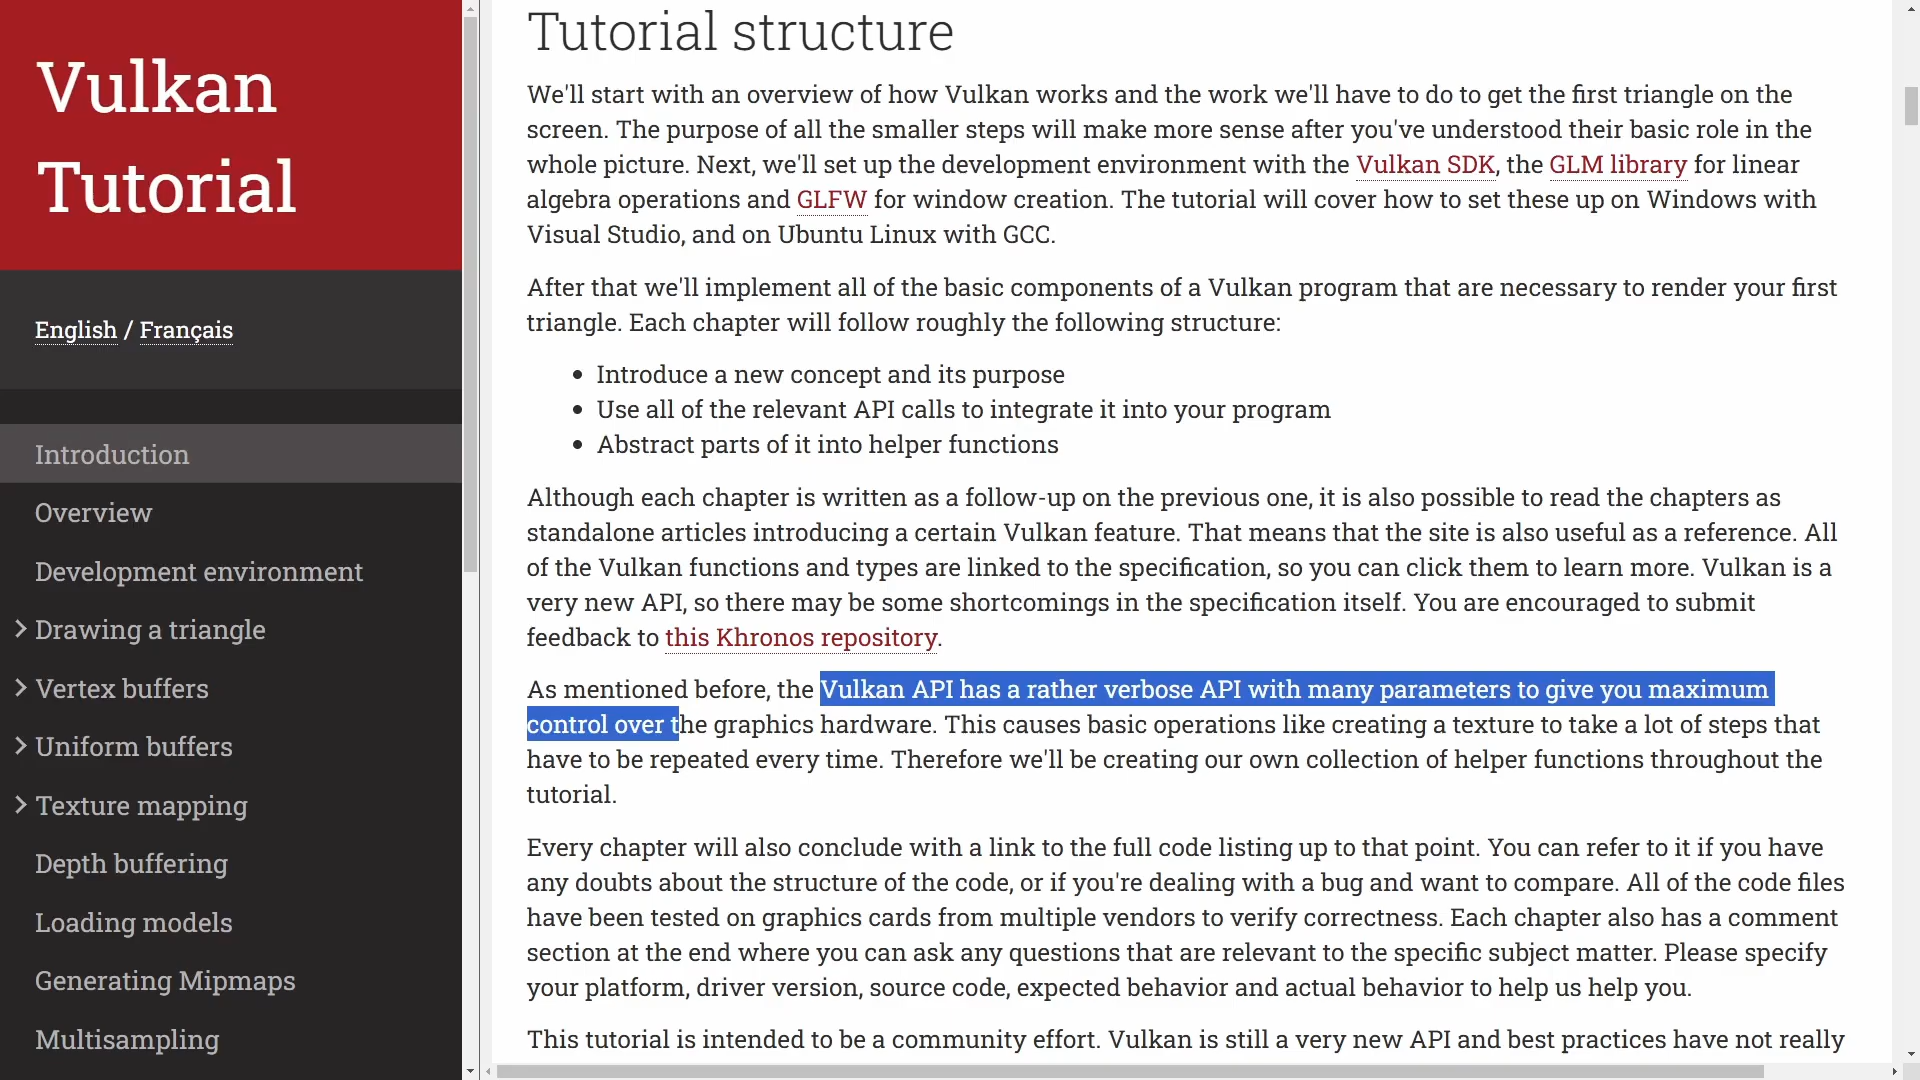 Vulkan
Tutorial
English / Français
Introduction
Overview
Development environment
Drawing a triangle
Vertex buffers
Uniform buffers
Texture mapping
Depth buffering
Loading models
Generating Mipmaps
Multisampling
Tutorial structure
We'll start with an overview of how Vulkan works and the work we'll have to do to get the first triangle on the
screen. The purpose of all the smaller steps will make more sense after you've understood their basic role in the
whole picture. Next, we'll set up the development environment with the Vulkan SDK, the GLM library for linear
algebra operations and GLFW for window creation. The tutorial will cover how to set these up on Windows with
Visual Studio, and on Ubuntu Linux with GCC.
After that we'll implement all of the basic components of a Vulkan program that are necessary to render your first
triangle. Each chapter will follow roughly the following structure:
• Introduce a new concept and its purpose
• Use all of the relevant API calls to integrate it into your program
• Abstract parts of it into helper functions
Although each chapter is written as a follow-up on the previous one, it is also possible to read the chapters as
standalone articles introducing a certain Vulkan feature. That means that the site is also useful as a reference. All
of the Vulkan functions and types are linked to the specification, so you can click them to learn more. Vulkan is a
very new API, so there may be some shortcomings in the specification itself. You are encouraged to submit
feedback to this Khronos repository.
As mentioned before, the Vulkan API has a rather verbose API with many parameters to give you maximum
control over the graphics hardware. This causes basic operations like creating a texture to take a lot of steps that
have to be repeated every time. Therefore we'll be creating our own collection of helper functions throughout the
tutorial.
Every chapter will also conclude with a link to the full code listing up to that point. You can refer to it if you have
any doubts about the structure of the code, or if you're dealing with a bug and want to compare. All of the code files
have been tested on graphics cards from multiple vendors to verify correctness. Each chapter also has a comment
section at the end where you can ask any questions that are relevant to the specific subject matter. Please specify
your platform, driver version, source code, expected behavior and actual behavior to help us help you.
This tutorial is intended to be a community effort. Vulkan is still a very new API and best practices have not really